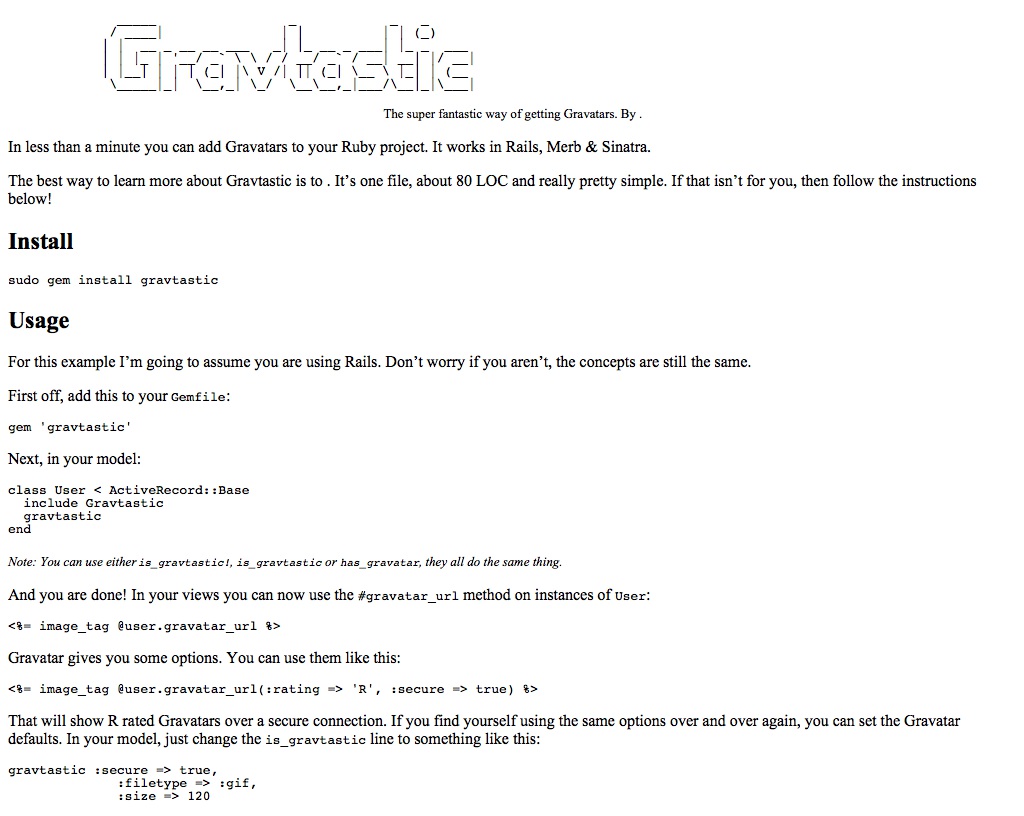 Gravtastic
The super fantastic way of getting Gravatars. By .
In less than a minute you can add Gravatars to your Ruby project. It works in Rails, Merb & Sinatra.
The best way to learn more about Gravtastic is to . It’s one file, about 80 LOC and really pretty simple. If that isn’t for you, then follow the instructions
below!
Install
sudo gem install gravtastic
Usage
For this example I’m going to assume you are using Rails. Don’t worry if you aren’t, the concepts are still the same.
First off, add this to your Gemfile:
gem 'gravtastic'
Next, in your model:
class User < ActiveRecord::Base
  include Gravtastic
  gravtastic
end
Note: You can use either is_gravtastic!, is_gravtastic or has_gravatar, they all do the same thing.
And you are done! In your views you can now use the #gravatar_url method on instances of User:
<%= image_tag @user.gravatar_url %>
Gravatar gives you some options. You can use them like this:
<%= image_tag @user.gravatar_url(:rating => 'R', :secure => true) %>
That will show R rated Gravatars over a secure connection. If you find yourself using the same options over and over again, you can set the Gravatar
defaults. In your model, just change the is_gravtastic line to something like this:
gravtastic :secure => true,
              :filetype => :gif,
              :size => 120